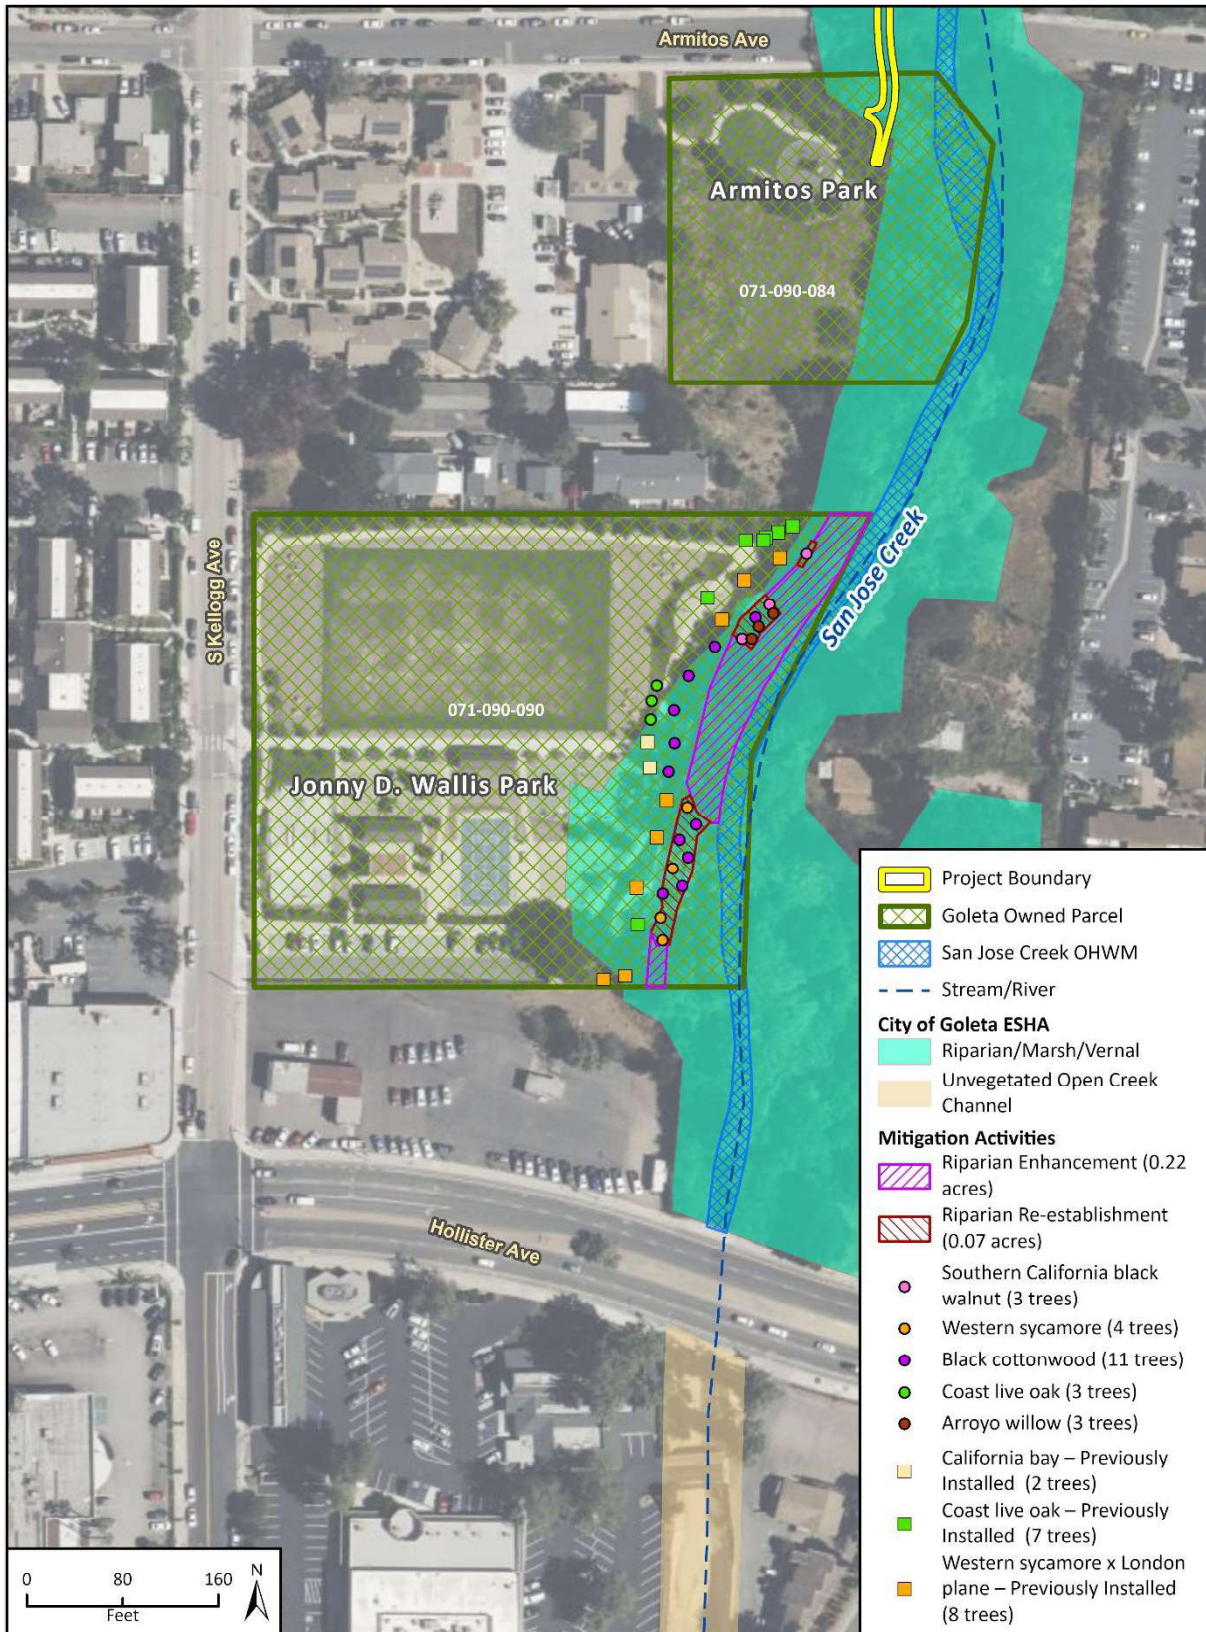 Armitos Ave
Armitos Park
071-090-084
S Kellogg Ave
San Jose Creek
071-090-090
Jonny D. Wallis Park
Hollister Ave
Project Boundary
Goleta Owned Parcel
San Jose Creek OHWM
Stream/River
City of Goleta ESHA
Riparian/Marsh/Vernal
Unvegetated Open Creek
Channel
Mitigation Activities
Riparian Enhancement (0.22
acres)
Riparian Re-establishment
(0.07 acres)
Southern California black
walnut (3 trees)
Western sycamore (4 trees)
Black cottonwood (11 trees)
Coast live oak (3 trees)
Arroyo willow (3 trees)
California bay – Previously
Installed (2 trees)
Coast live oak – Previously
Installed (7 trees)
Western sycamore x London
plane – Previously Installed
(8 trees)
0 80 160
Feet
N